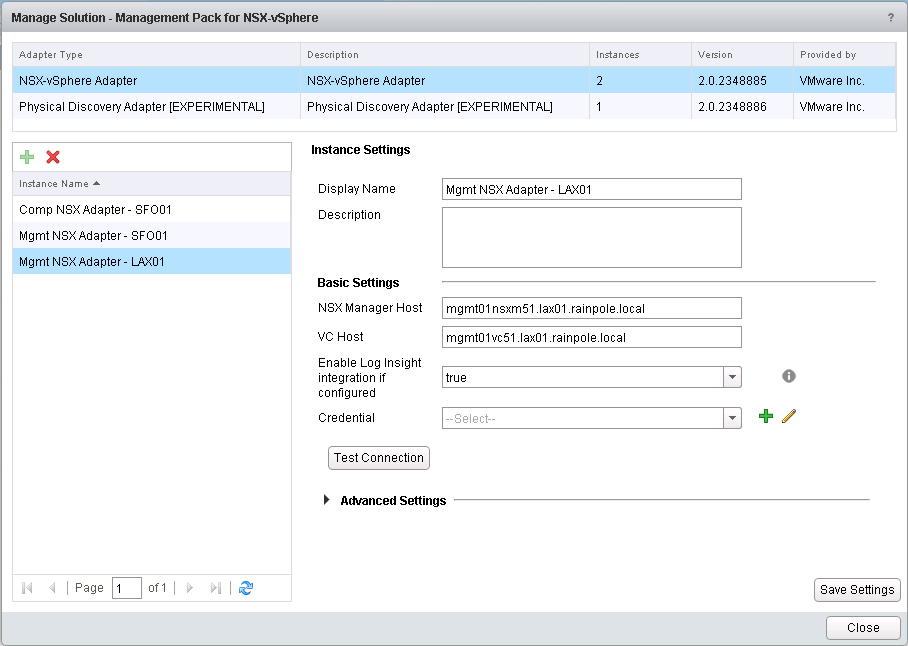 Manage Solution - Management Pack for NSX-vSphere ?
Adapter Type Description Instances Version Provided by
NSX-vSphere Adapter NSX-vSphere Adapter 2 2.0.2348885 VMware Inc.
Physical Discovery Adapter [EXPERIMENTAL] Physical Discovery Adapter [EXPERIMENTAL] 1 2.0.2348886 VMware Inc.
Instance Name
Comp NSX Adapter - SFO01
Mgmt NSX Adapter - SFO01
Mgmt NSX Adapter - LAX01
Page 1 of 1
Instance Settings
Display Name Mgmt NSX Adapter - LAX01
Description
Basic Settings
NSX Manager Host mgmt01nsxm51.lax01.rainpole.local
VC Host mgmt01vc51.lax01.rainpole.local
Enable Log Insight
integration if true
configured
Credential --Select--
Test Connection
Advanced Settings
Save Settings
Close